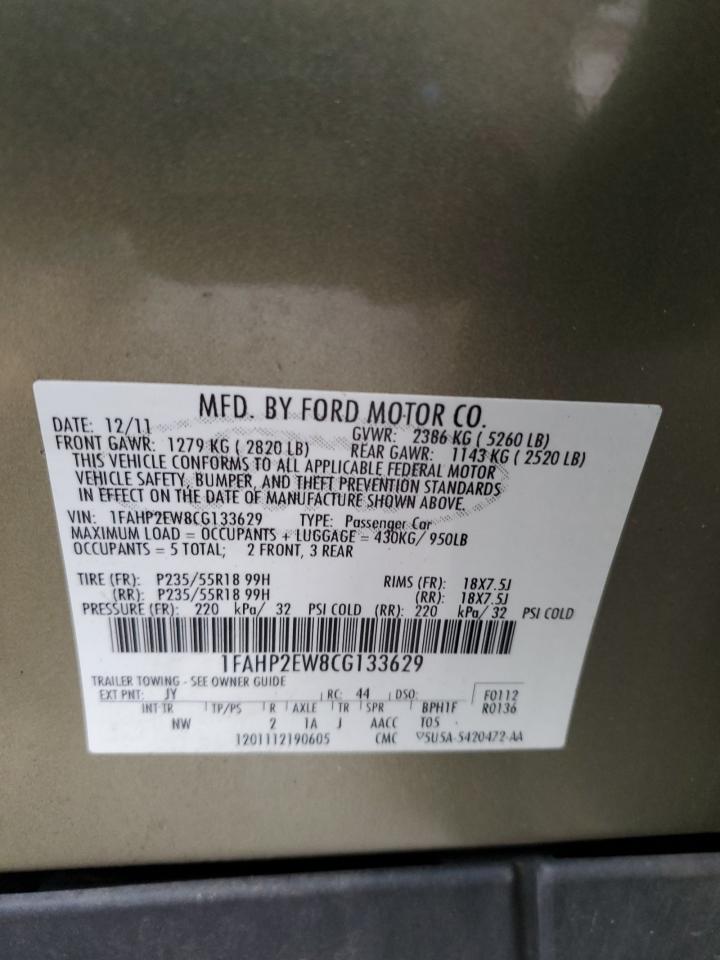 MFD. BY FORD MOTOR CO.
DATE: 12/11 GVWR: 2386 KG ( 5260 LB)
FRONT GAWR: 1279 KG ( 2820 LB) REAR GAWR: 1143 KG ( 2520 LB)
THIS VEHICLE CONFORMS TO ALL APPLICABLE FEDERAL MOTOR
VEHICLE SAFETY, BUMPER, AND THEFT PREVENTION STANDARDS
IN EFFECT ON THE DATE OF MANUFACTURE SHOWN ABOVE.
VIN: 1FAHP2EW8CG133629 TYPE: Passenger Car
MAXIMUM LOAD = OCCUPANTS + LUGGAGE = 430KG/ 950LB
OCCUPANTS = 5 TOTAL; 2 FRONT, 3 REAR
TIRE (FR): P235/55R18 99H RIMS (FR): 18X7.5J
(RR): P235/55R18 99H (RR): 18X7.5J
PRESSURE (FR): 220 kPa/ 32 PSI COLD (RR): 220 kPa/ 32 PSI COLD
1FAHP2EW8CG133629
TRAILER TOWING - SEE OWNER GUIDE
EXT PNT: JY RC: 44 DSO: F0112
INT TR TP/PS R AXLE TR SPR BPH1F R0136
NW 2 1A J AACC T05
1201112190605 CMC 5U5A-5420472-AA